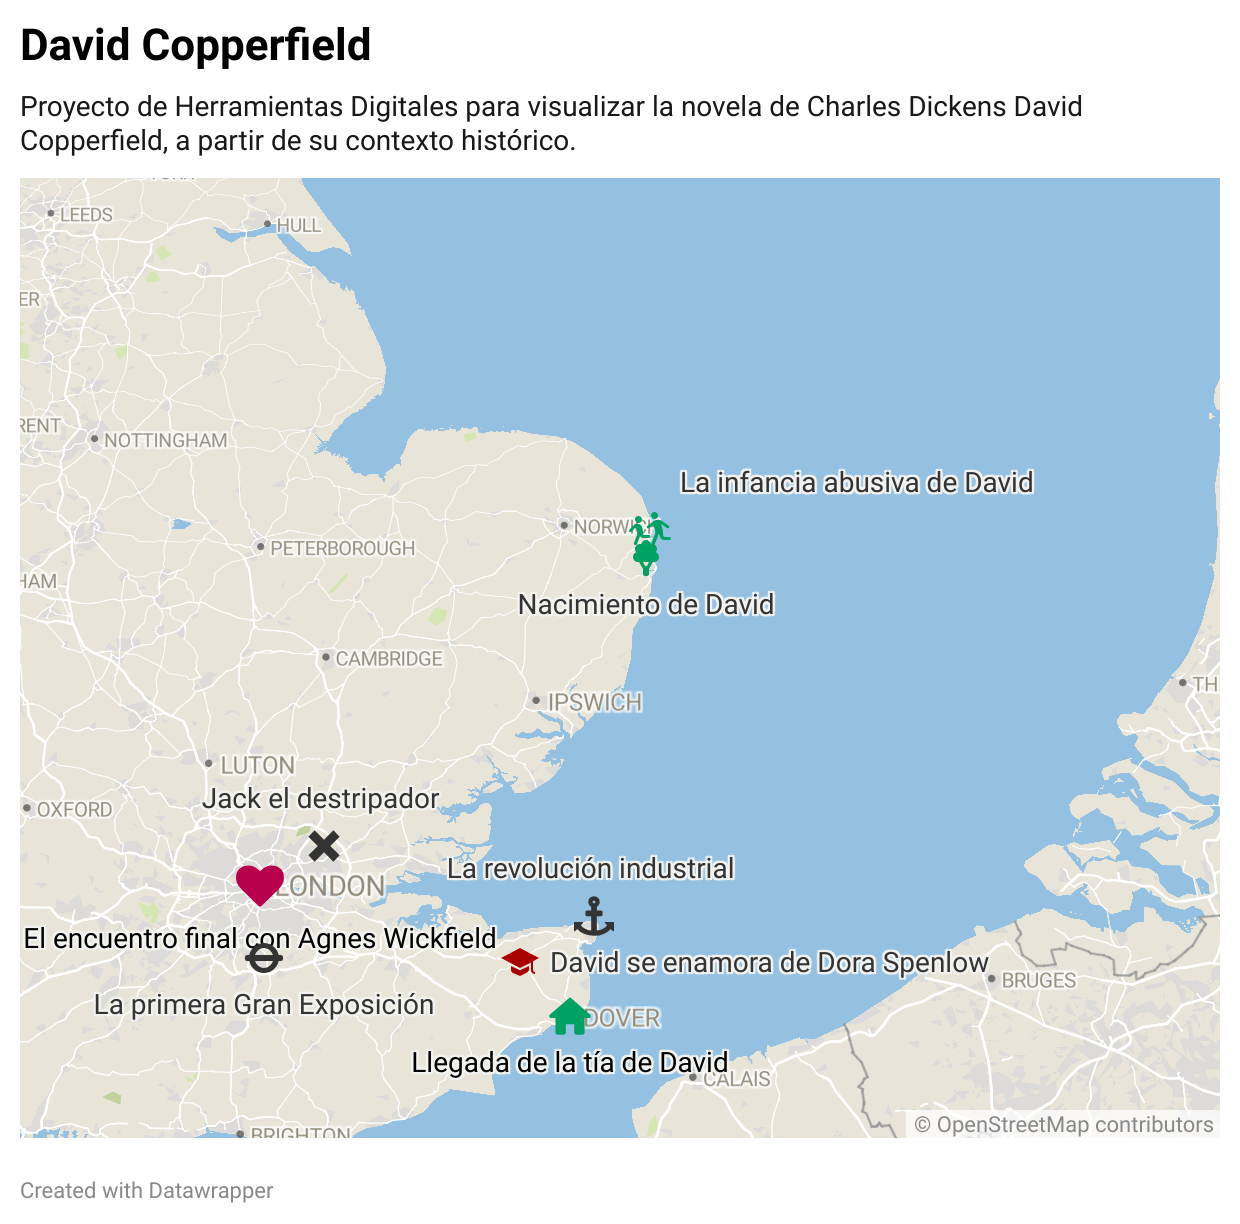 David Copperfield
Proyecto de Herramientas Digitales para visualizar la novela de Charles Dickens David
Copperfield, a partir de su contexto histórico.
LEEDS
HULL
ER
RENT
NOTTINGHAM
La infancia abusiva de David
PETERBOROUGH
HAM
Nacimiento de David
CAMBRIDGE
TH
IPSWICH
LUTON
Jack el destripador
OXFORD
La revolución industrial
LONDON
El encuentro final con Agnes Wickfield
David se enamora de Dora Spenlow
BRUGES
La primera Gran Exposición
DOVER
Llegada de la tía de David
CALAIS
BRIGHTON
© OpenStreetMap contributors
Created with Datawrapper